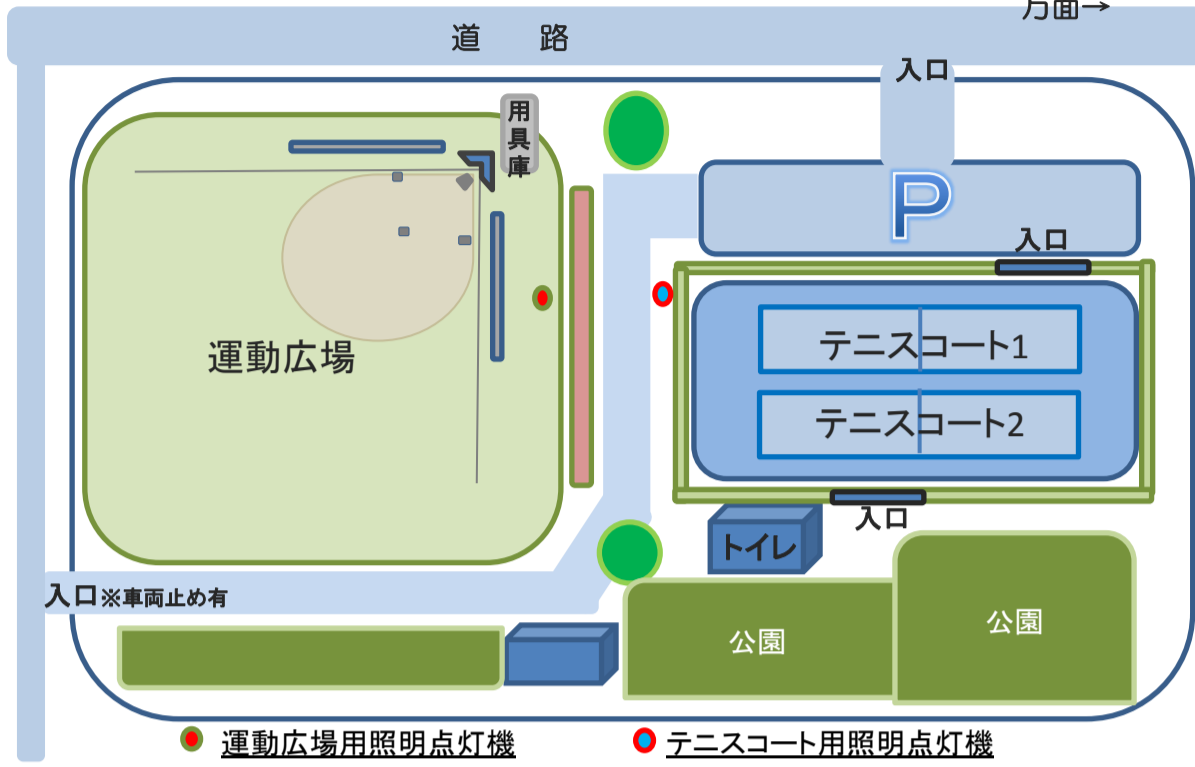 方面→
道　路
入口
用具庫
P
入口
運動広場
テニスコート1
テニスコート2
入口
トイレ
入口※車両止め有
公園
公園
運動広場用照明点灯機
テニスコート用照明点灯機